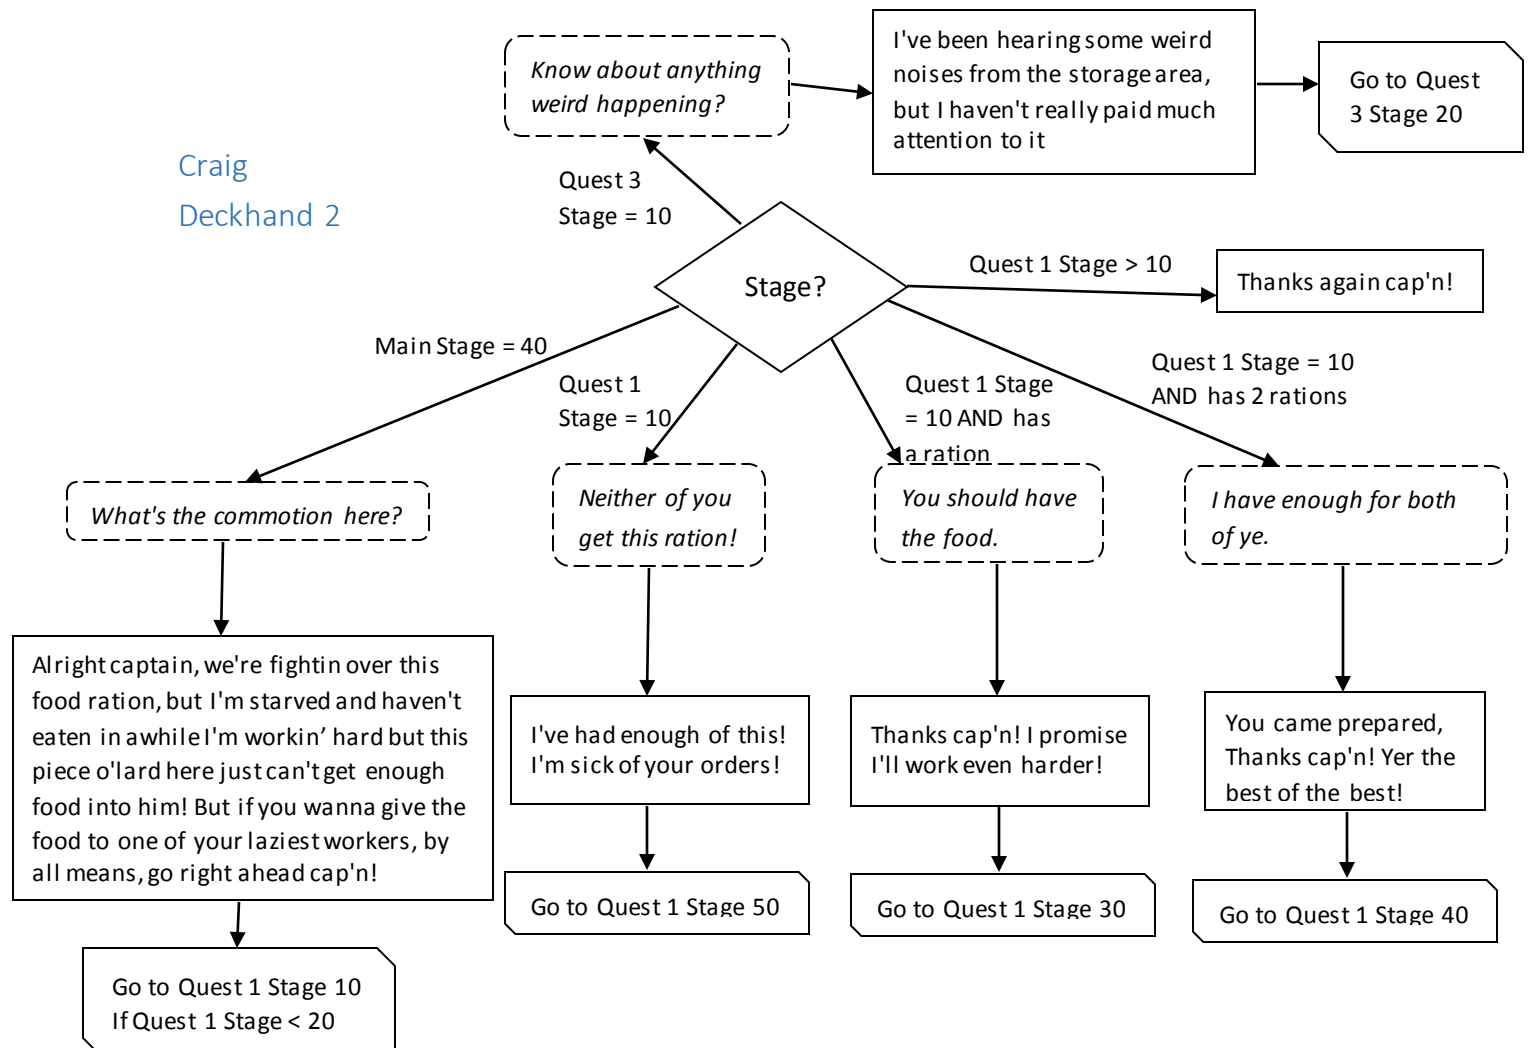 Know about anything
weird happening?
I've been hearing some weird
noises from the storage area,
but I haven't really paid much
attention to it
Go to Quest
3 Stage 20
Craig
Deckhand 2
Quest 3
Stage = 10
Stage?
Quest 1 Stage > 10
Thanks again cap'n!
Main Stage = 40
Quest 1
Stage = 10
Quest 1 Stage
= 10 AND has
a ration
Quest 1 Stage = 10
AND has 2 rations
What's the commotion here?
Neither of you
get this ration!
You should have
the food.
I have enough for both
of ye.
Alright captain, we're fightin over this
food ration, but I'm starved and haven't
eaten in awhile I'm workin’ hard but this
piece o'lard here just can't get enough
food into him! But if you wanna give the
food to one of your laziest workers, by
all means, go right ahead cap'n!
I've had enough of this!
I'm sick of your orders!
Thanks cap'n! I promise
I'll work even harder!
You came prepared,
Thanks cap'n! Yer the
best of the best!
Go to Quest 1 Stage 50
Go to Quest 1 Stage 30
Go to Quest 1 Stage 40
Go to Quest 1 Stage 10
If Quest 1 Stage < 20